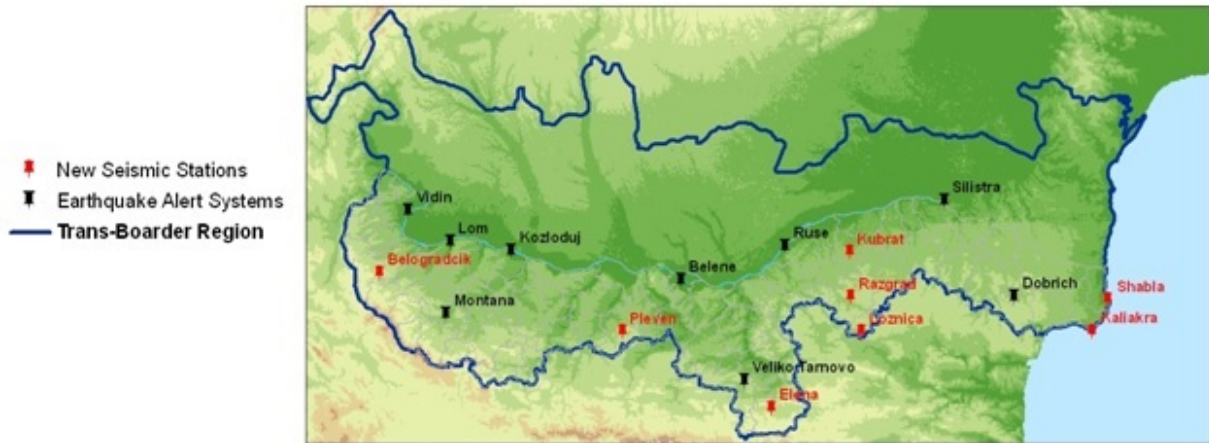 New Seismic Stations
Earthquake Alert Systems
Trans-Boarder Region
Vidin
Silistra
Lom
Kozloduj
Ruse
Kubrat
Belogradcik
Belene
Razgrad
Dobrich
Shabla
Montana
Pleven
Loznica
Kaliakra
Veliko Tarnovo
Elena